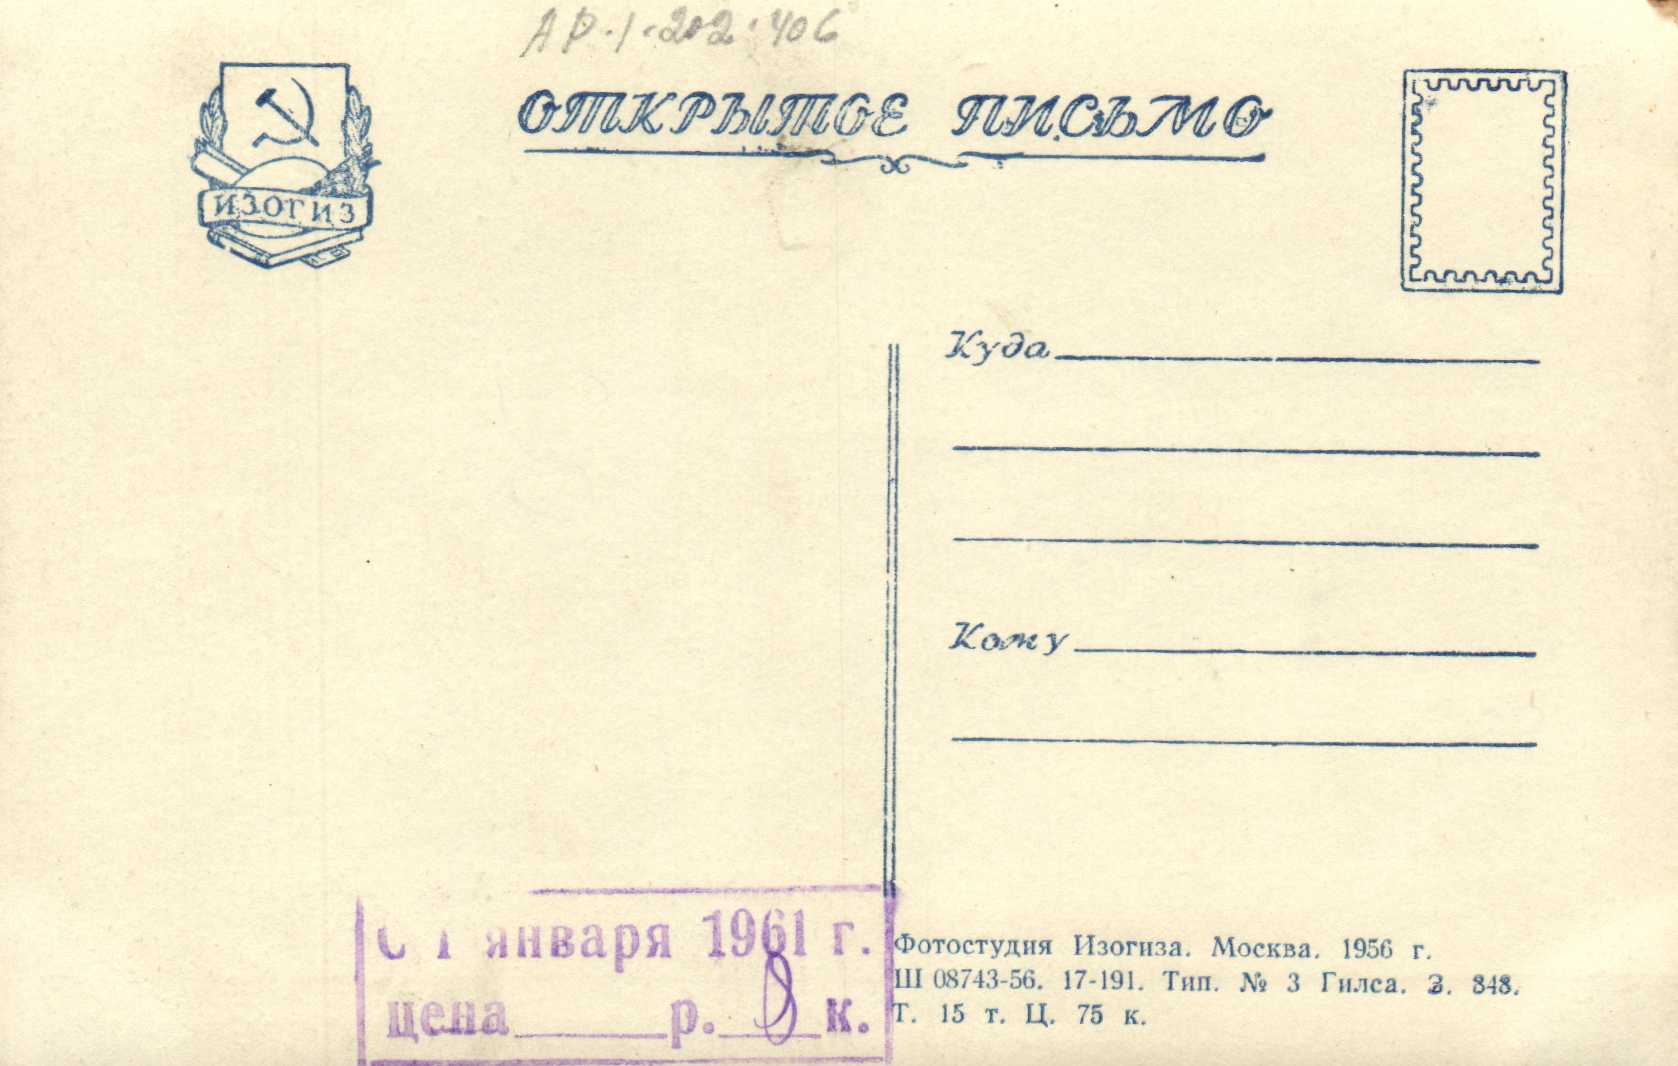 АР·1·202·406
ОТКРЫТОЕ ПИСЬМО
ИЗОГИЗ
Куда
Кому
С 1 января 1961 г.
цена р. 8 к.
Фотостудия Изогиза. Москва. 1956 г.
Ш 08743-56. 17-191. Тип. № 3 Гилса. З. 848.
Т. 15 т. Ц. 75 к.